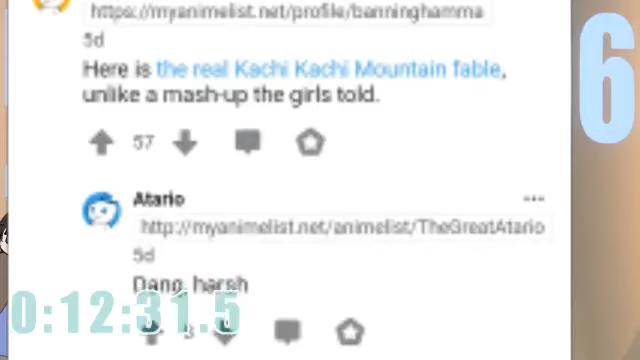 https://myanimelist.net/profile/banninghamma
5d
Here is the real Kachi Kachi Mountain fable,
unlike a mash-up the girls told.
57
6
Atario
http://myanimelist.net/animelist/TheGreatAtario
5d
Dang, harsh
0:12:31.5
3